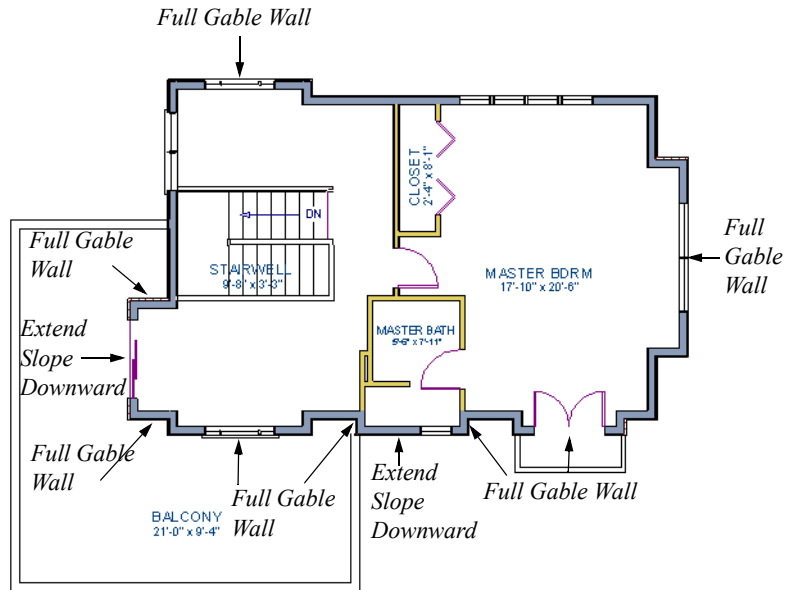 Full Gable Wall
CLOSET
2'-4" x 8'-1"
DN
Full Gable
Wall
STAIRWELL
9'-8" x 3'-3"
MASTER BDRM
17'-10" x 20'-6"
Full
Gable
Wall
Extend
Slope
Downward
MASTER BATH
5'-6" x 7'-11"
Full Gable
Wall
Full Gable
Wall
Extend
Slope
Downward
Full Gable Wall
BALCONY
21'-0" x 9'-4"